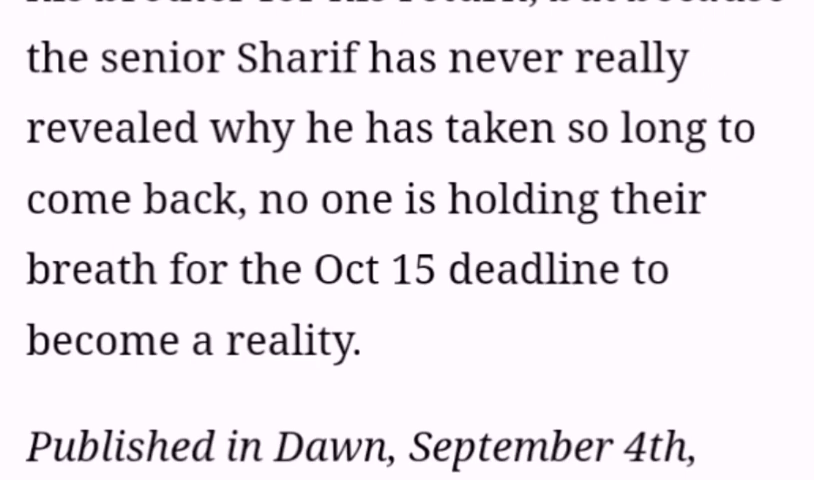 the senior Sharif has never really
revealed why he has taken so long to
come back, no one is holding their
breath for the Oct 15 deadline to
become a reality.
Published in Dawn, September 4th,